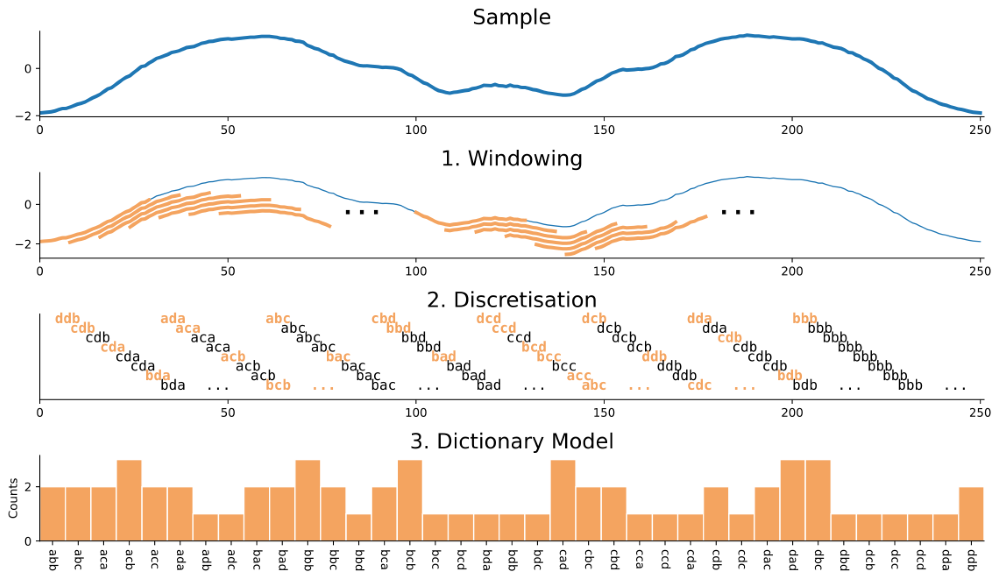 Sample
0
−2
0 50 100 150 200 250
1. Windowing
0
−2
...
...
0 50 100 150 200 250
2. Discretisation
ddb ada abc cbd dcd dcb dda bbb
cdb aca abc bbd ccd dcb dda bbb
cdb aca abc bbd ccd dcb cdb bbb
cda aca abc bbd bcd dcb cdb bbb
cda acb bac bad bcc ddb cdb bbb
cda acb bac bad bcc ddb cdb bbb
bda acb bac bad acc ddb bdb bbb
bda ... bcb ... bac ... bad ... abc ... cdc ... bdb ... bbb ...
0 50 100 150 200 250
3. Dictionary Model
Counts
2
0
abb abc aca acb acc ada adb adc bac bad bbb bbd bcb bcc bcd bda bdb bdc cad cbc cbd cca cda cdb cdc dac dad dbc dbd dcc dcd dda ddb